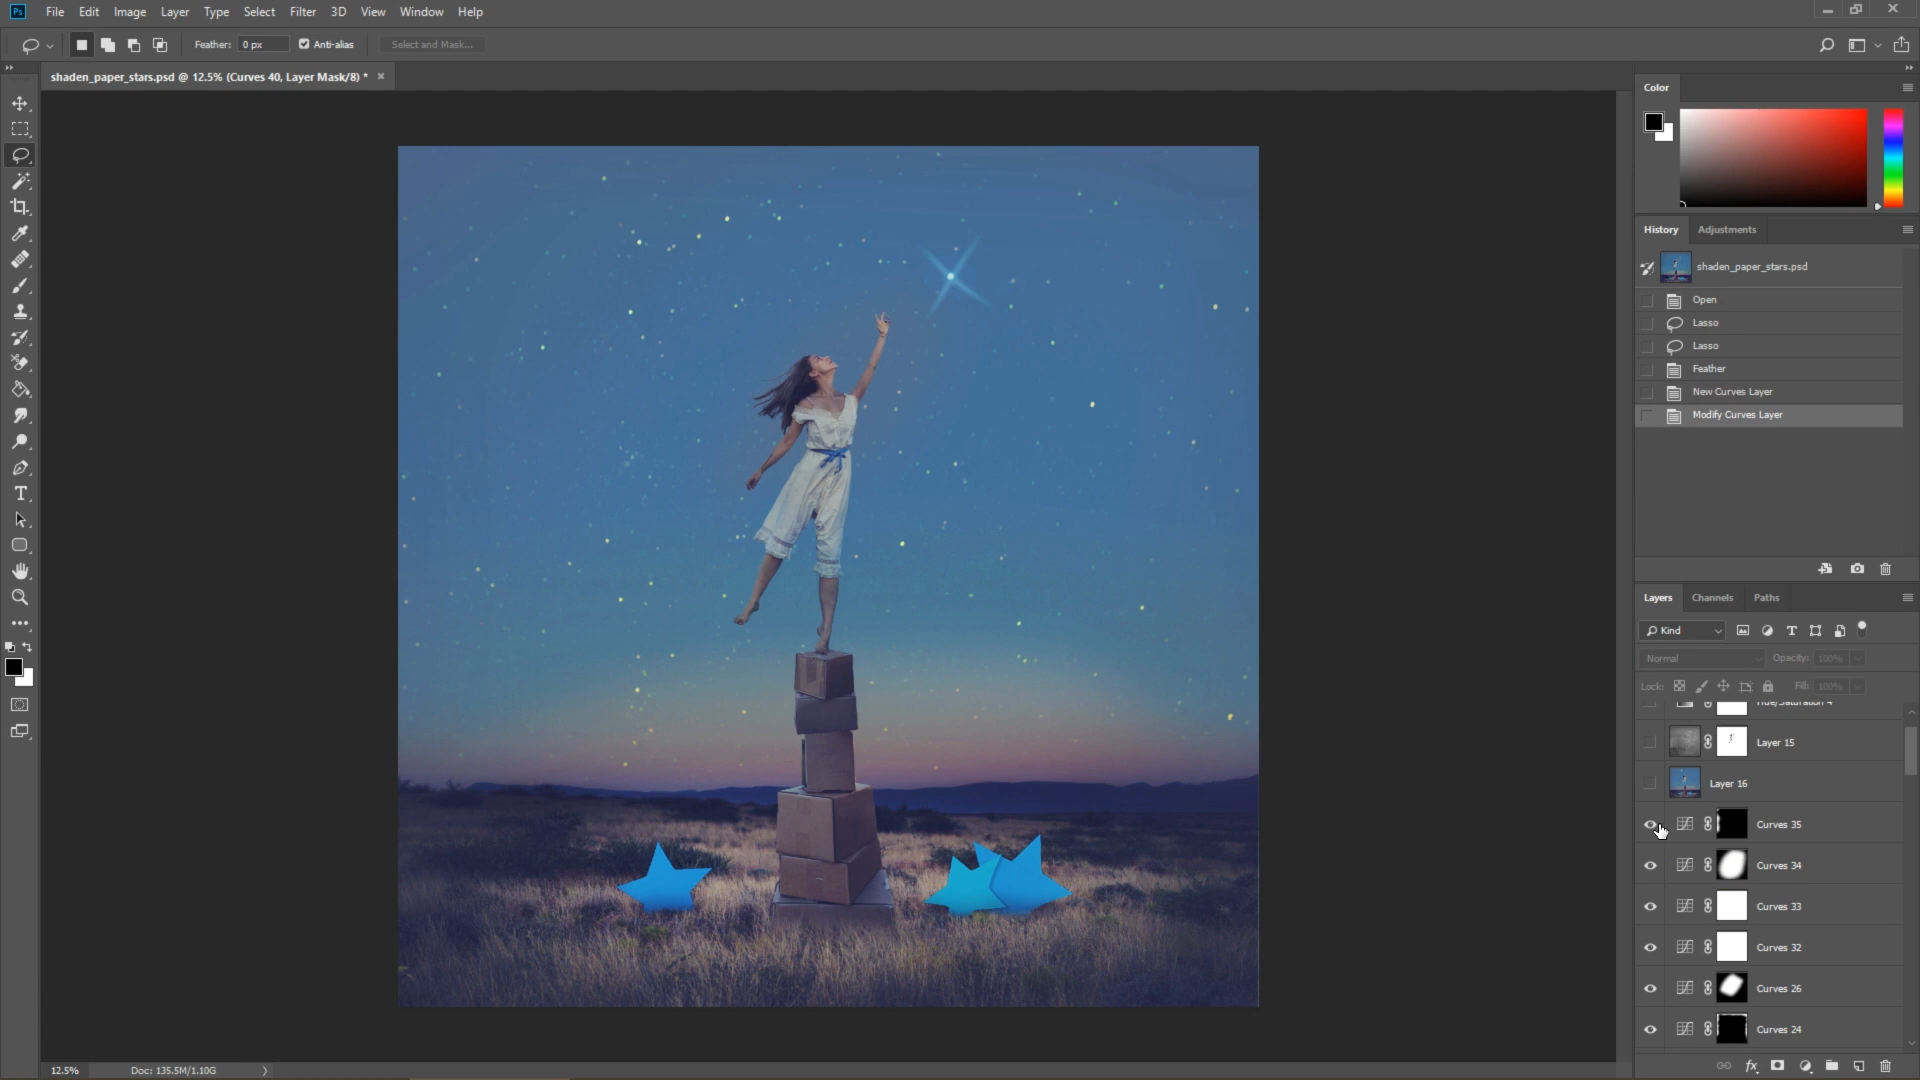 Ps File Edit Image Layer Type Select Filter 3D View Window Help
Feather: 0 px Anti-alias Select and Mask...
shaden_paper_stars.psd @ 12.5% (Curves 40, Layer Mask/8) *
Color
History Adjustments
shaden_paper_stars.psd
Open
Lasso
Lasso
Feather
New Curves Layer
Modify Curves Layer
Layers Channels Paths
Kind
Normal Opacity: 100%
Lock: Fill: 100%
Hue/Saturation 4
Layer 15
Layer 16
Curves 35
Curves 34
Curves 33
Curves 32
Curves 26
Curves 24
12.5% Doc: 135.5M/1.10G